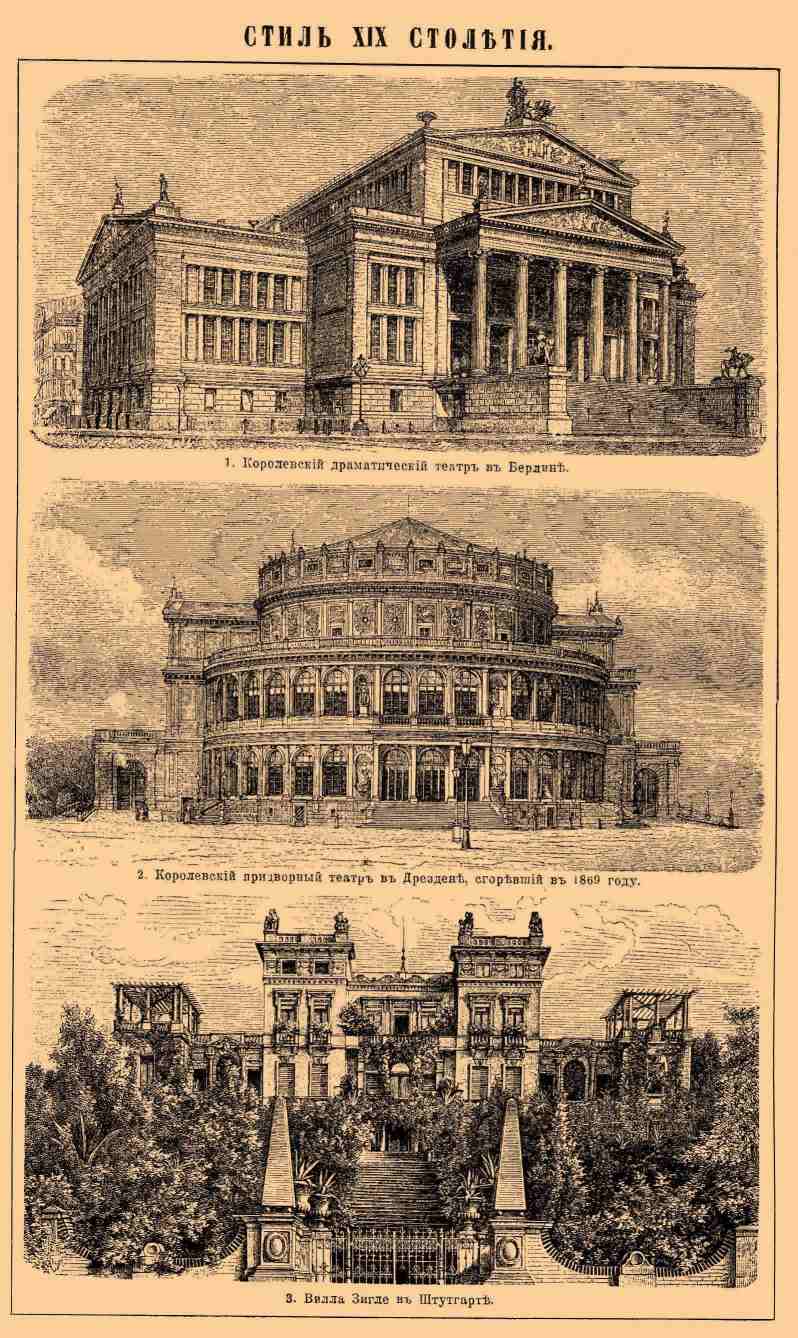 СТИЛЬ XIX СТОЛѢТІЯ.
1. Королевскій драматическій театръ въ Берлинѣ.
2. Королевскій придворный театръ въ Дрезденѣ, сгорѣвшій въ 1869 году.
3. Вилла Зигле въ Штутгартѣ.